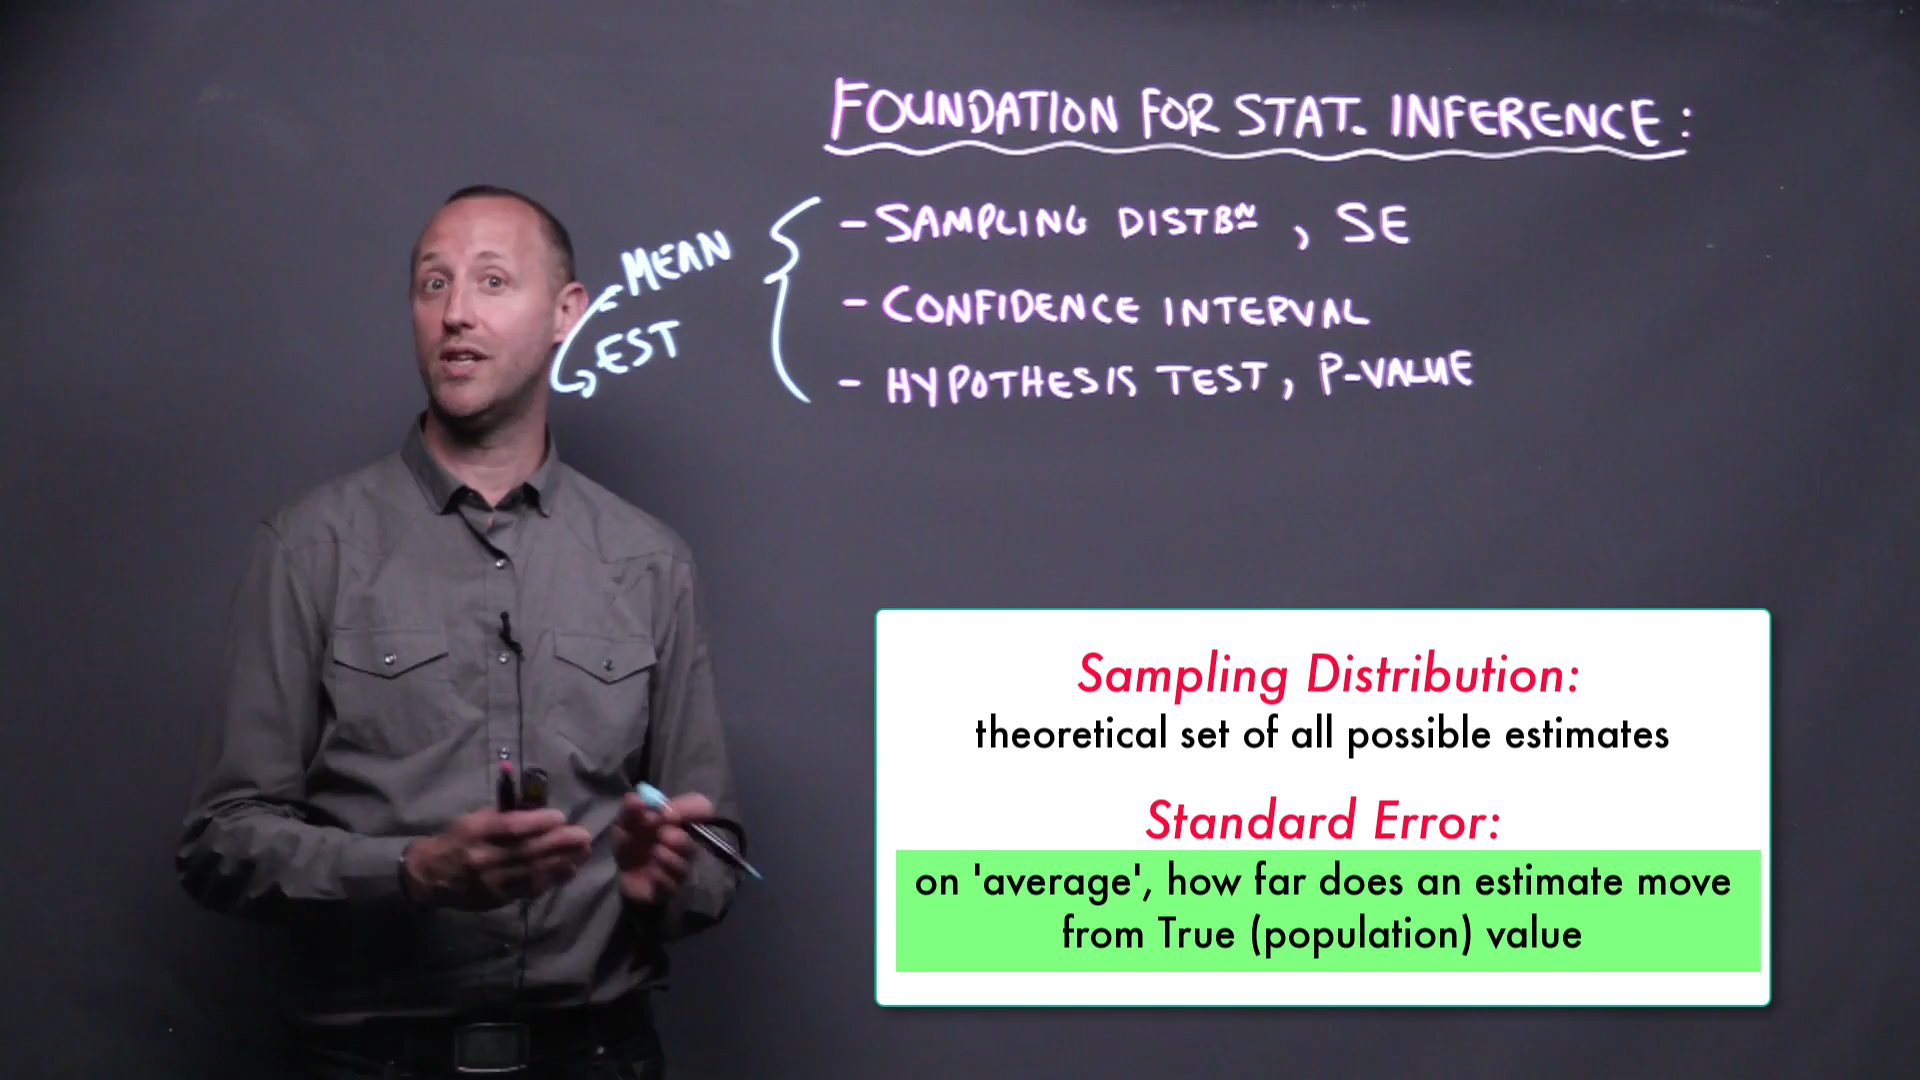 FOUNDATION FOR STAT. INFERENCE:
- SAMPLING DISTBN, SE
- CONFIDENCE INTERVAL
- HYPOTHESIS TEST, P-VALUE
MEAN
EST
Sampling Distribution:
theoretical set of all possible estimates
Standard Error:
on 'average', how far does an estimate move
from True (population) value